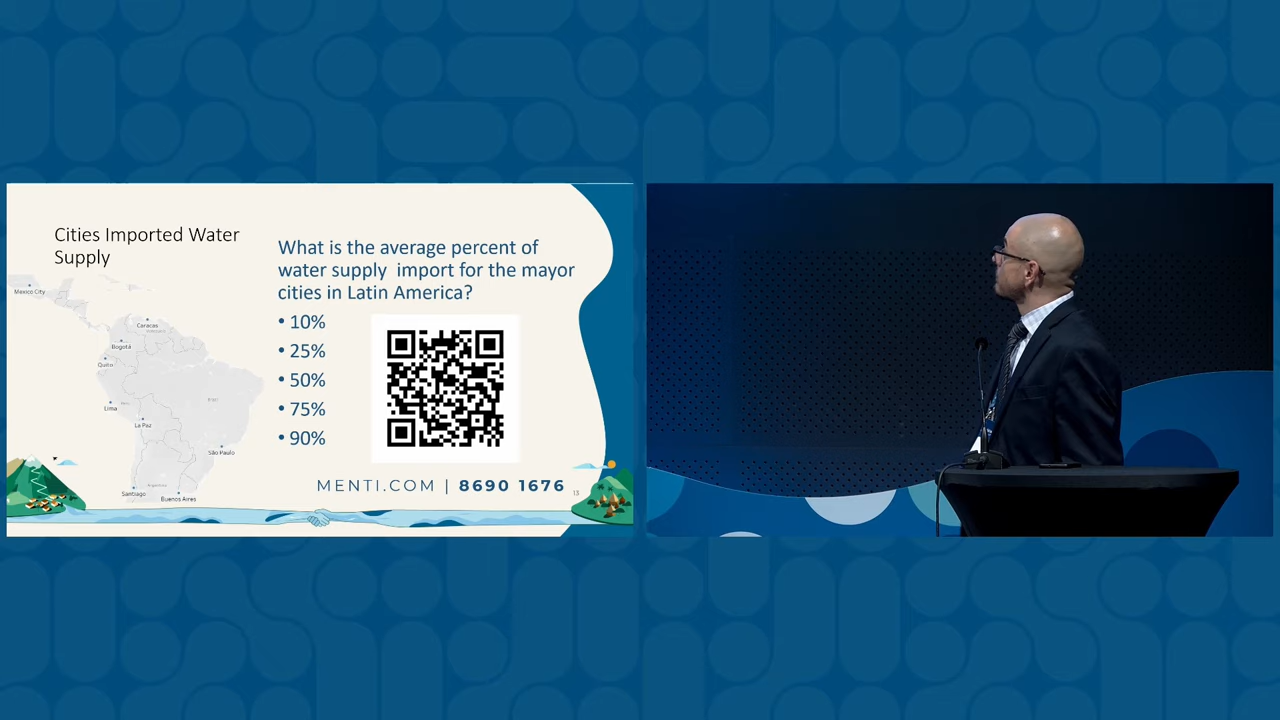 Cities Imported Water
Supply
What is the average percent of
water supply import for the mayor
cities in Latin America?
• 10%
• 25%
• 50%
• 75%
• 90%
Mexico City
Caracas
Bogotá
Quito
Lima
La Paz
São Paulo
Santiago
Buenos Aires
MENTI.COM | 8690 1676
13